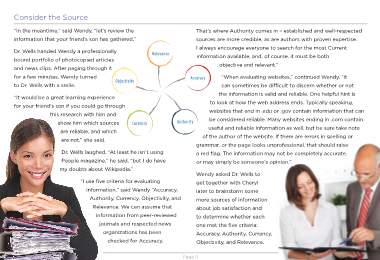 Consider the Source
"In the meantime," said Wendy, "let's review the
information that your friend's son has gathered."
Dr. Wells handed Wendy a professionally
bound portfolio of photocopied articles
and news clips. After paging through it
for a few minutes, Wendy turned
to Dr. Wells with a smile.
"It would be a great learning experience
for your friend's son if you could go through
this research with him and
show him which sources
are reliable, and which
are not," she said.
Dr. Wells laughed. "At least he isn't using
People magazine," he said, "but I do have
my doubts about Wikipedia."
"I use five criteria for evaluating
information," said Wendy "Accuracy,
Authority, Currency, Objectivity, and
Relevance. We can assume that
information from peer-reviewed
journals and respected news
organizations has been
checked for Accuracy.
Relevance
Objectivity
Accuracy
Currency
Authority
That's where Authority comes in – established and well-respected
sources are more credible, as are authors with proven expertise.
I always encourage everyone to search for the most Current
information available, and, of course, it must be both
objective and relevant."
"When evaluating websites," continued Wendy, "it
can sometimes be difficult to discern whether or not
the information is valid and reliable. One helpful hint is
to look at how the web address ends. Typically speaking,
websites that end in .edu or .gov contain information that can
be considered reliable. Many websites ending in .com contain
useful and reliable information as well, but be sure take note
of the author of the website. If there are errors in spelling or
grammar, or the page looks unprofessional, that should raise
a red flag. The information may not be completely accurate,
or may simply be someone's opinion."
Wendy asked Dr. Wells to
get together with Cheryl
later to brainstorm some
more sources of information
about job satisfaction and
to determine whether each
one met the five criteria:
Accuracy, Authority, Currency,
Objectivity, and Relevance.